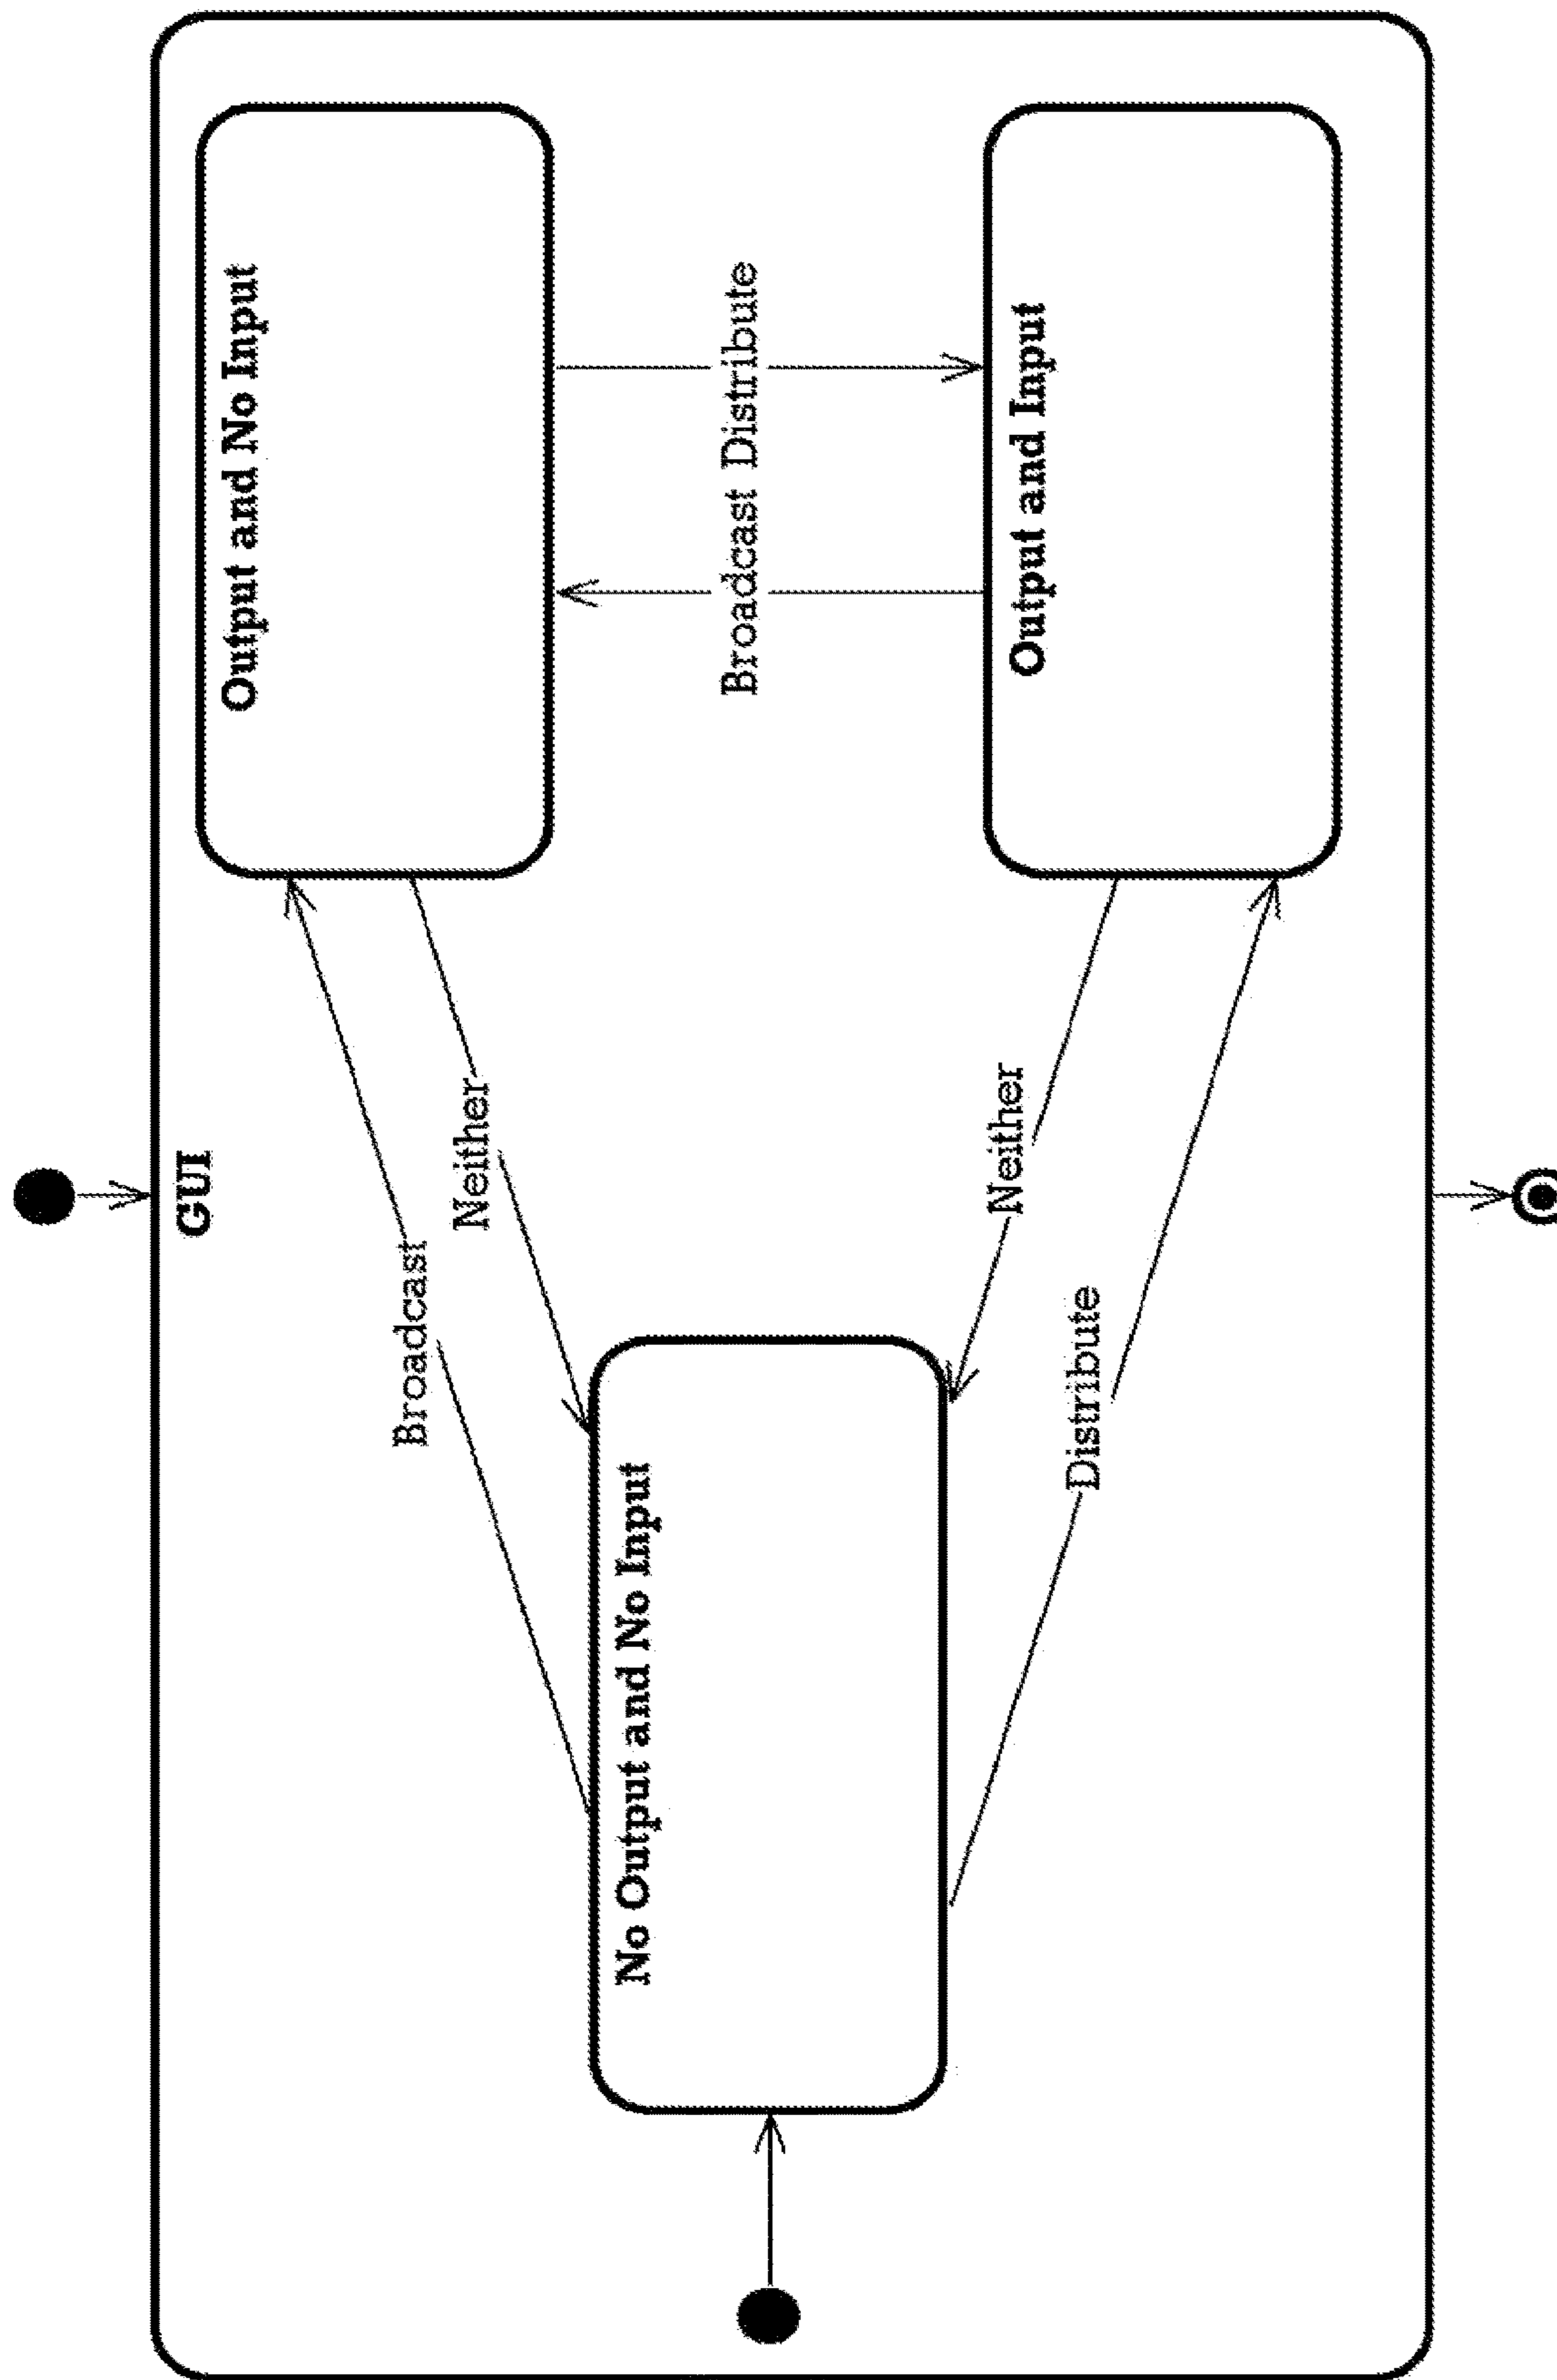 GUI
Output and No Input
Broadcast
Neither
No Output and No Input
Broadcast Distribute
Neither
Distribute
Output and Input